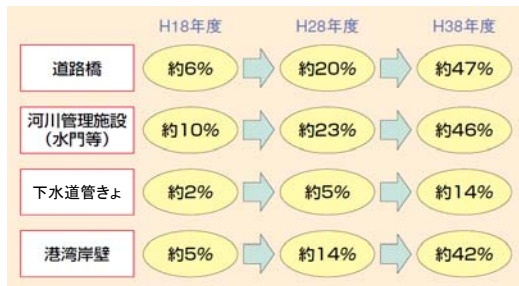 H18年度 H28年度 H38年度
道路橋 約6% 約20% 約47%
河川管理施設
(水門等) 約10% 約23% 約46%
下水道管きょ 約2% 約5% 約14%
港湾岸壁 約5% 約14% 約42%